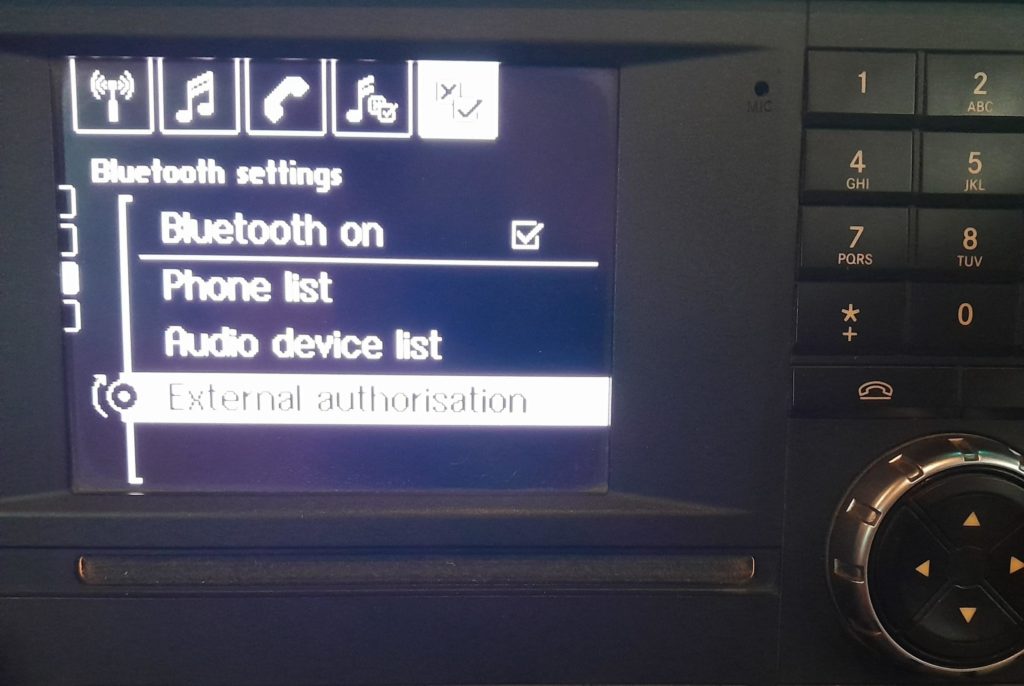 MIC
1
2
ABC
Bluetooth settings
4
GHI
5
JKL
Bluetooth on
7
PQRS
8
TUV
Phone list
Audio device list
*
+
0
External authorisation